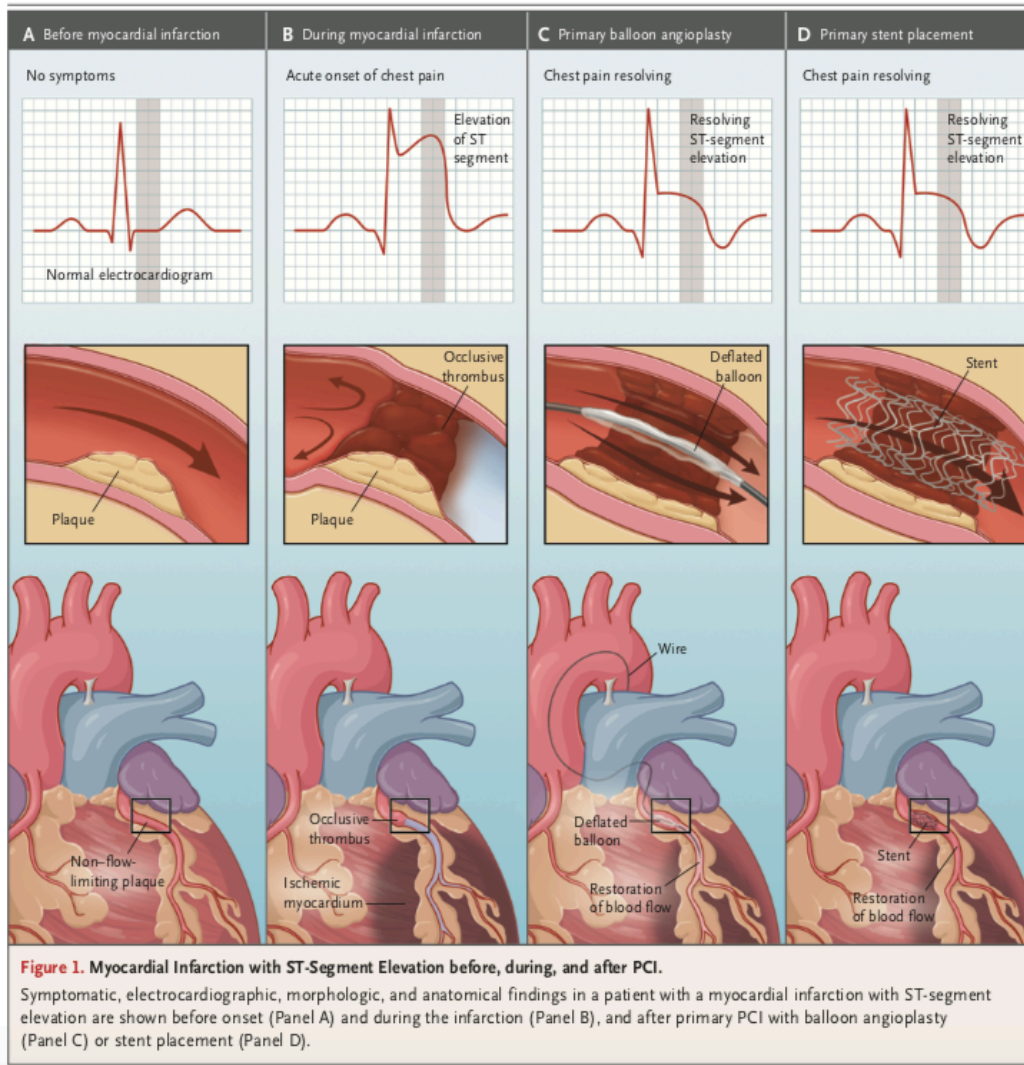 A Before myocardial infarction
B During myocardial infarction
C Primary balloon angioplasty
D Primary stent placement
No symptoms
Acute onset of chest pain
Chest pain resolving
Chest pain resolving
Normal electrocardiogram
Elevation
of ST
segment
Resolving
ST-segment
elevation
Resolving
ST-segment
elevation
Plaque
Occlusive
thrombus
Plaque
Deflated
balloon
Stent
Non–flow-
limiting plaque
Occlusive
thrombus
Ischemic
myocardium
Wire
Deflated
balloon
Restoration
of blood flow
Stent
Restoration
of blood flow
Figure 1. Myocardial Infarction with ST-Segment Elevation before, during, and after PCI.
Symptomatic, electrocardiographic, morphologic, and anatomical findings in a patient with a myocardial infarction with ST-segment
elevation are shown before onset (Panel A) and during the infarction (Panel B), and after primary PCI with balloon angioplasty
(Panel C) or stent placement (Panel D).